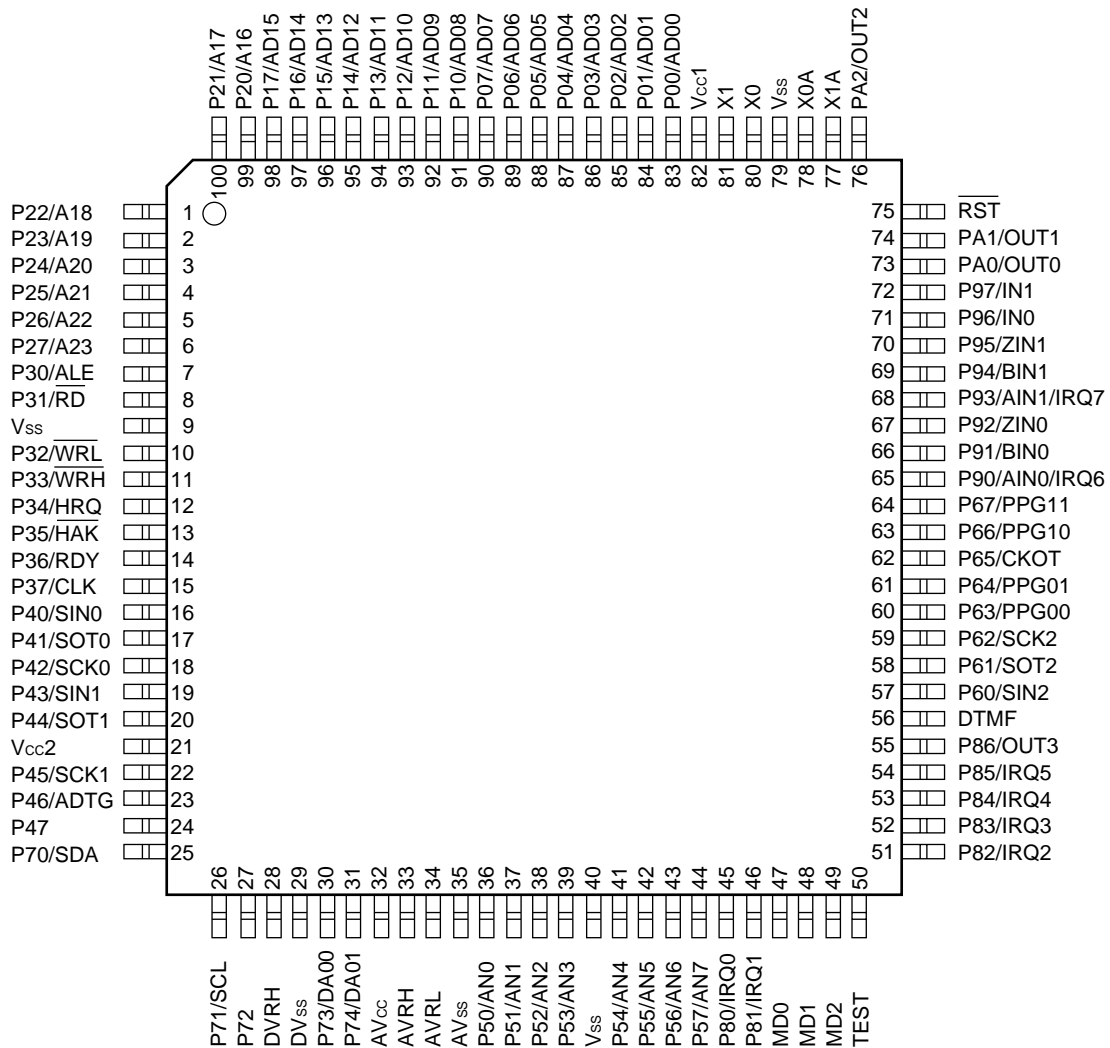 P21/A17
P20/A16
P17/AD15
P16/AD14
P15/AD13
P14/AD12
P13/AD11
P12/AD10
P11/AD09
P10/AD08
P07/AD07
P06/AD06
P05/AD05
P04/AD04
P03/AD03
P02/AD02
P01/AD01
P00/AD00
Vcc1
X1
X0
Vss
X0A
X1A
PA2/OUT2
100
99
98
97
96
95
94
93
92
91
90
89
88
87
86
85
84
83
82
81
80
79
78
77
76
P22/A18 1 75 RST
P23/A19 2 74 PA1/OUT1
P24/A20 3 73 PA0/OUT0
P25/A21 4 72 P97/IN1
P26/A22 5 71 P96/IN0
P27/A23 6 70 P95/ZIN1
P30/ALE 7 69 P94/BIN1
P31/RD 8 68 P93/AIN1/IRQ7
Vss 9 67 P92/ZIN0
P32/WRL 10 66 P91/BIN0
P33/WRH 11 65 P90/AIN0/IRQ6
P34/HRQ 12 64 P67/PPG11
P35/HAK 13 63 P66/PPG10
P36/RDY 14 62 P65/CKOT
P37/CLK 15 61 P64/PPG01
P40/SIN0 16 60 P63/PPG00
P41/SOT0 17 59 P62/SCK2
P42/SCK0 18 58 P61/SOT2
P43/SIN1 19 57 P60/SIN2
P44/SOT1 20 56 DTMF
Vcc2 21 55 P86/OUT3
P45/SCK1 22 54 P85/IRQ5
P46/ADTG 23 53 P84/IRQ4
P47 24 52 P83/IRQ3
P70/SDA 25 51 P82/IRQ2
26
27
28
29
30
31
32
33
34
35
36
37
38
39
40
41
42
43
44
45
46
47
48
49
50
P71/SCL
P72
DVRH
DVss
P73/DA00
P74/DA01
AVcc
AVRH
AVRL
AVss
P50/AN0
P51/AN1
P52/AN2
P53/AN3
Vss
P54/AN4
P55/AN5
P56/AN6
P57/AN7
P80/IRQ0
P81/IRQ1
MD0
MD1
MD2
TEST